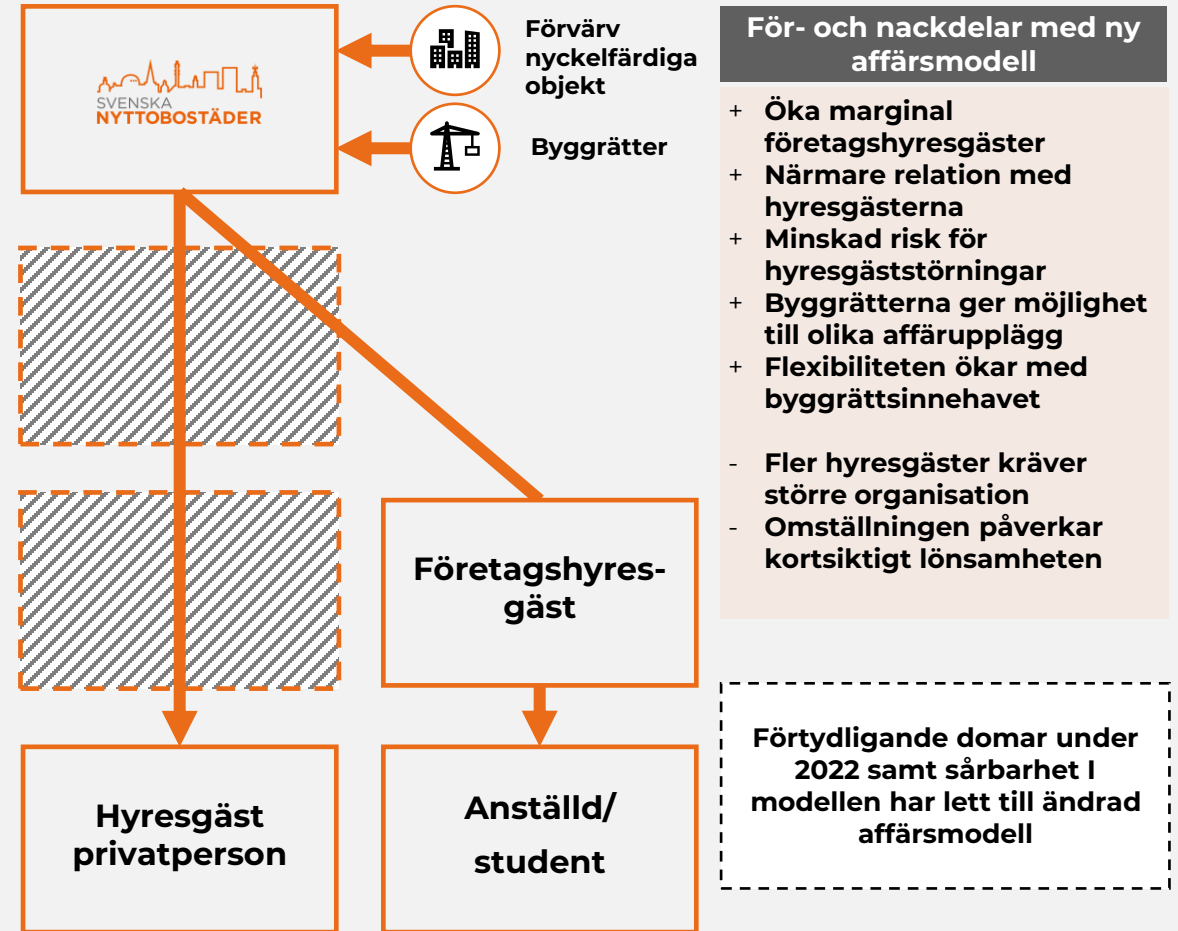 SVENSKA
NYTTOBOSTÄDER
Förvärv
nyckelfärdiga
objekt
Byggrätter
Företagshyres-
gäst
Hyresgäst
privatperson
Anställd/
student
För- och nackdelar med ny
affärsmodell
+ Öka marginal
företagshyresgäster
+ Närmare relation med
hyresgästerna
+ Minskad risk för
hyresgäststörningar
+ Byggrätterna ger möjlighet
till olika affärupplägg
+ Flexibiliteten ökar med
byggrättsinnehavet
- Fler hyresgäster kräver
större organisation
- Omställningen påverkar
kortsiktigt lönsamheten
Förtydligande domar under
2022 samt sårbarhet I
modellen har lett till ändrad
affärsmodell